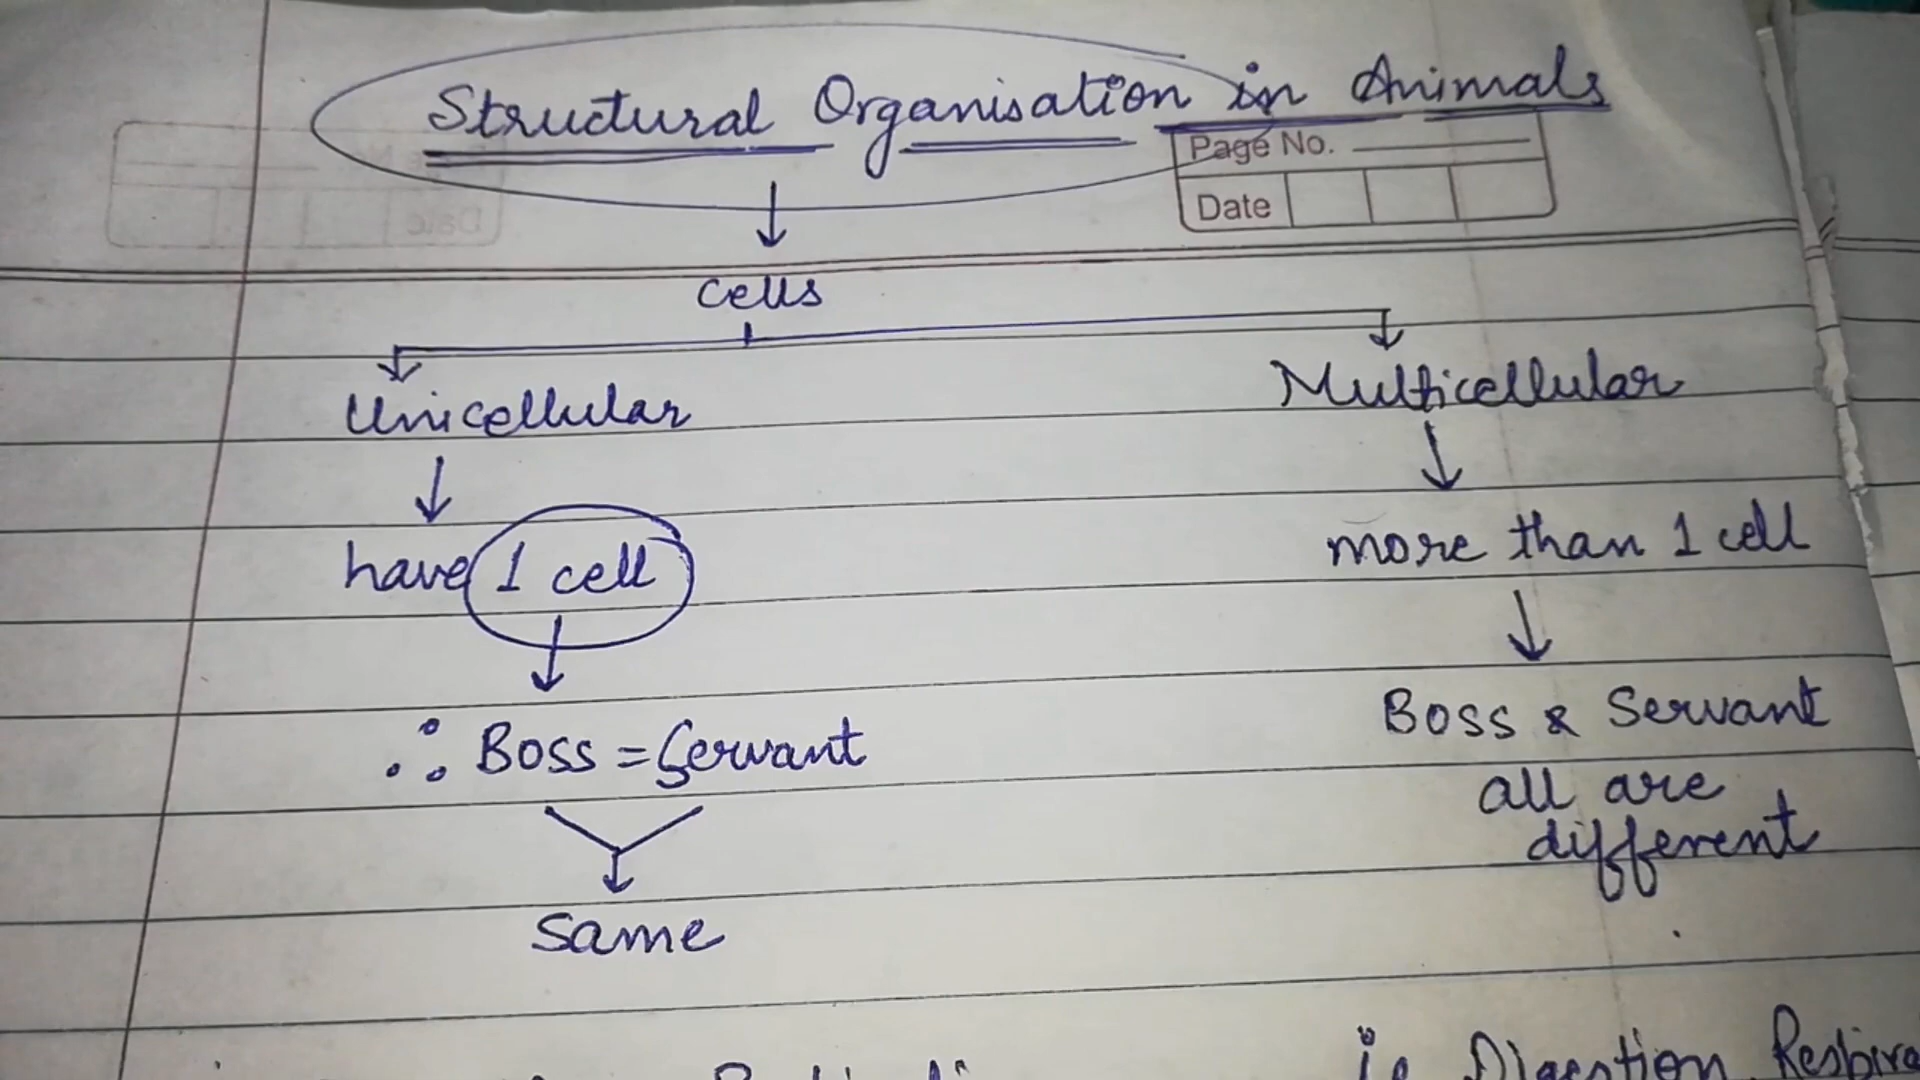 Structural Organisation in Animals
Page No.
Date
cells
Unicellular
Multicellular
have 1 cell
more than 1 cell
∴ Boss = Servant
Boss & Servant
all are
different
Same
ie Digestion, Respira